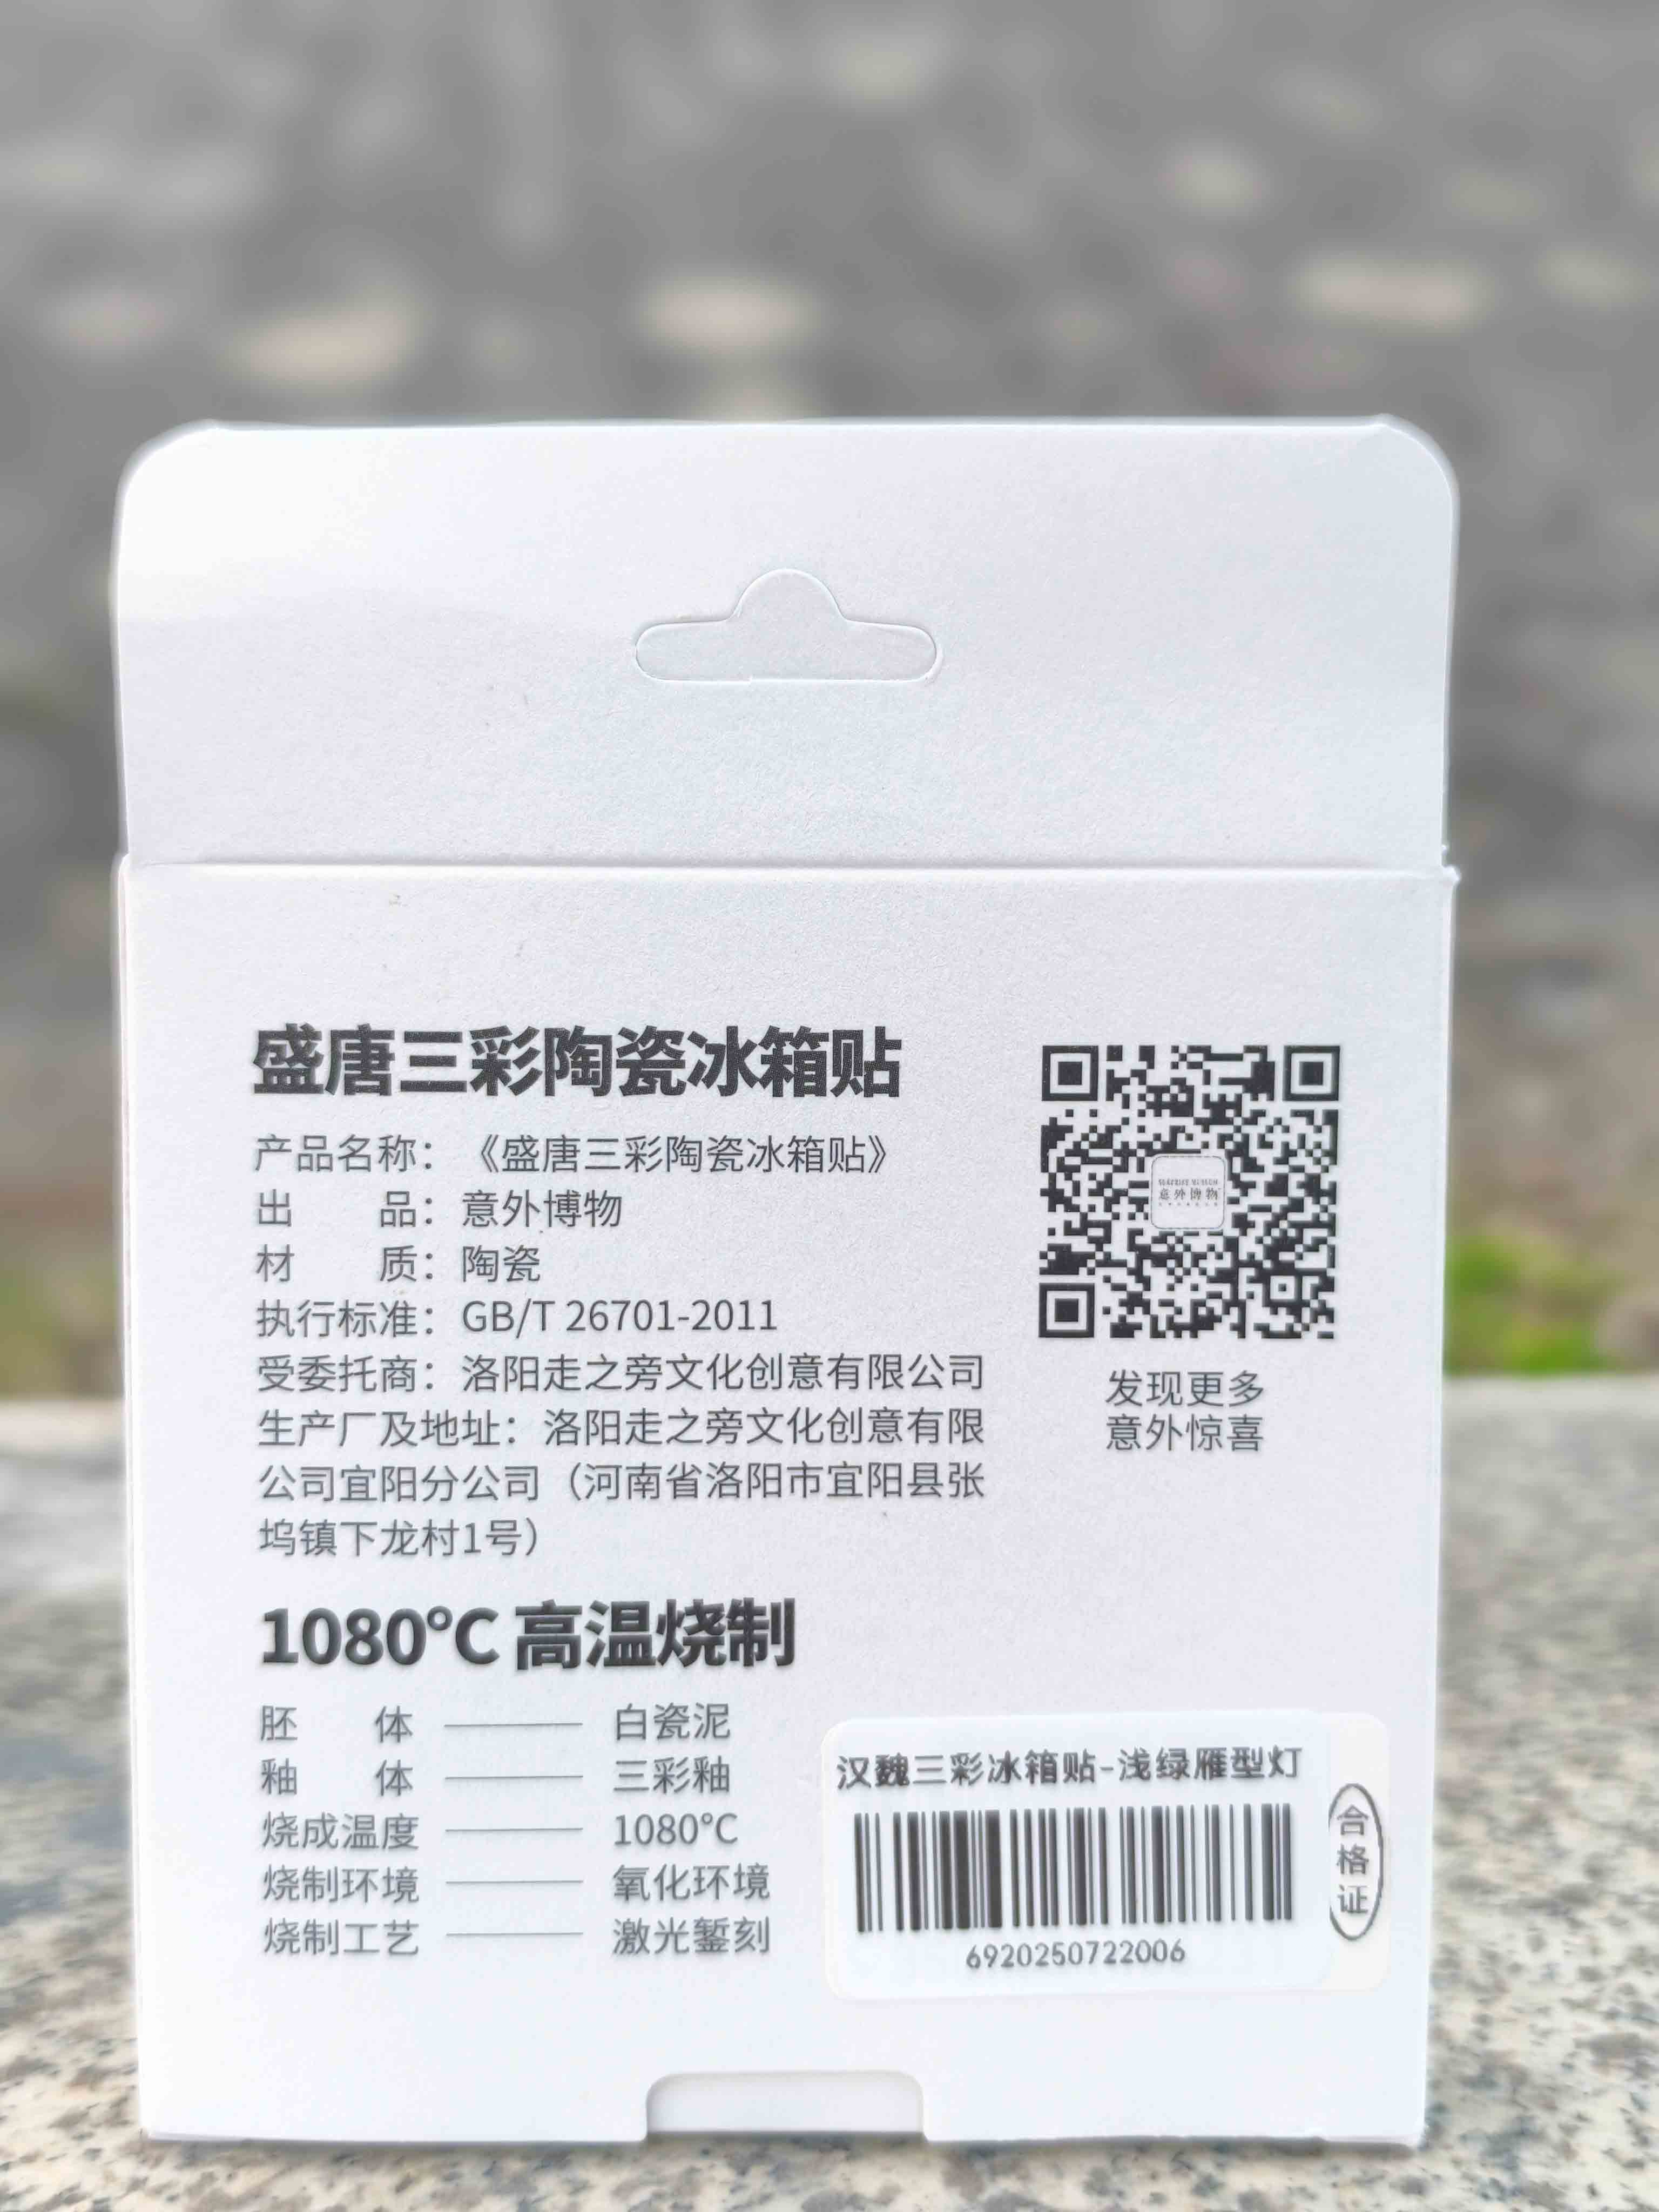 盛唐三彩陶瓷冰箱贴
产品名称：《盛唐三彩陶瓷冰箱贴》
出　　品：意外博物
材　　质：陶瓷
执行标准：GB/T 26701-2011
受委托商：洛阳走之旁文化创意有限公司
生产厂及地址：洛阳走之旁文化创意有限
公司宜阳分公司（河南省洛阳市宜阳县张
坞镇下龙村1号）
意外博物
发现更多
意外惊喜
1080°C 高温烧制
胚　　体 —— 白瓷泥
釉　　体 —— 三彩釉
烧成温度 —— 1080°C
烧制环境 —— 氧化环境
烧制工艺 —— 激光錾刻
汉魏三彩冰箱贴-浅绿雁型灯
6920250722006
合格证